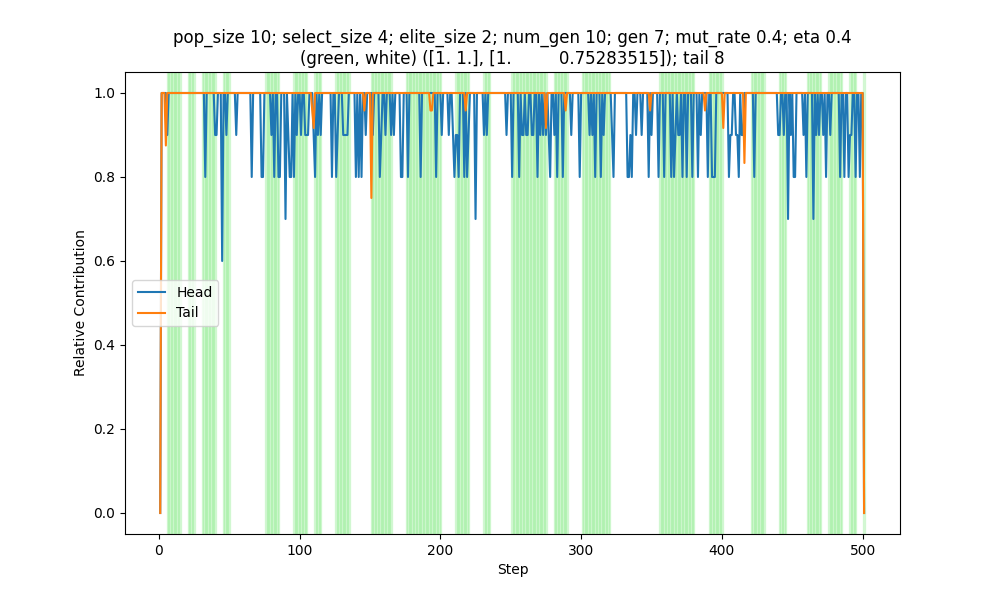 pop_size 10; select_size 4; elite_size 2; num_gen 10; gen 7; mut_rate 0.4; eta 0.4
(green, white) ([1. 1.], [1.          0.75283515]); tail 8
1.0
0.8
0.6
0.4
0.2
0.0
Relative Contribution
Head
Tail
0
100
200
300
400
500
Step